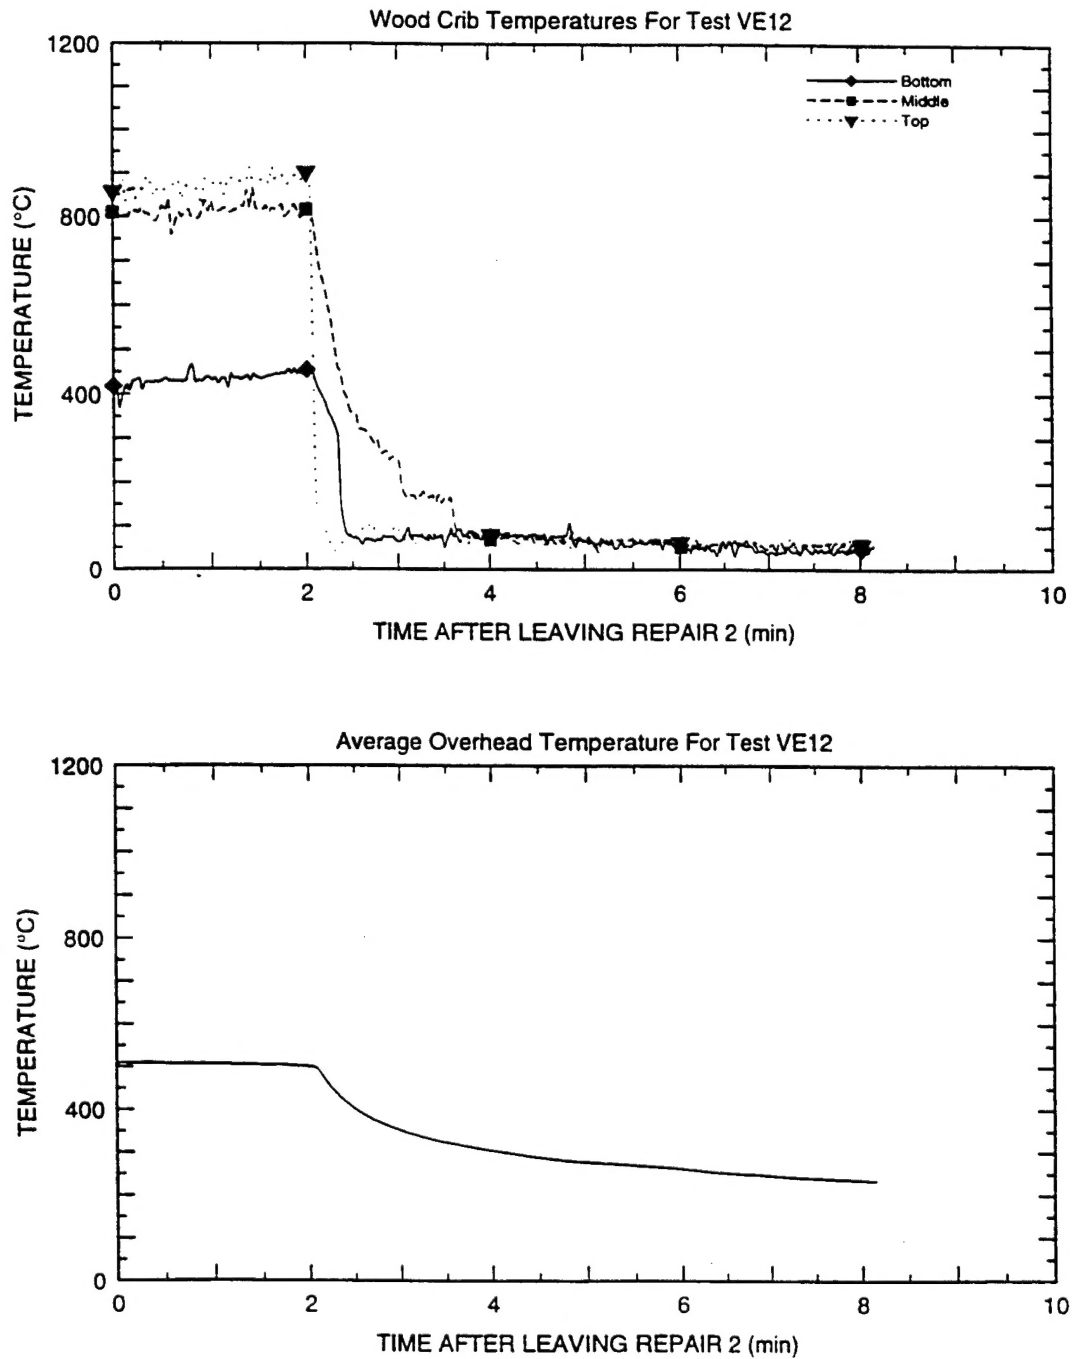 Wood Crib Temperatures For Test VE12
1200
800
400
0
TEMPERATURE (°C)
Bottom
Middle
Top
0 2 4 6 8 10
TIME AFTER LEAVING REPAIR 2 (min)
Average Overhead Temperature For Test VE12
1200
800
400
0
TEMPERATURE (°C)
0 2 4 6 8 10
TIME AFTER LEAVING REPAIR 2 (min)